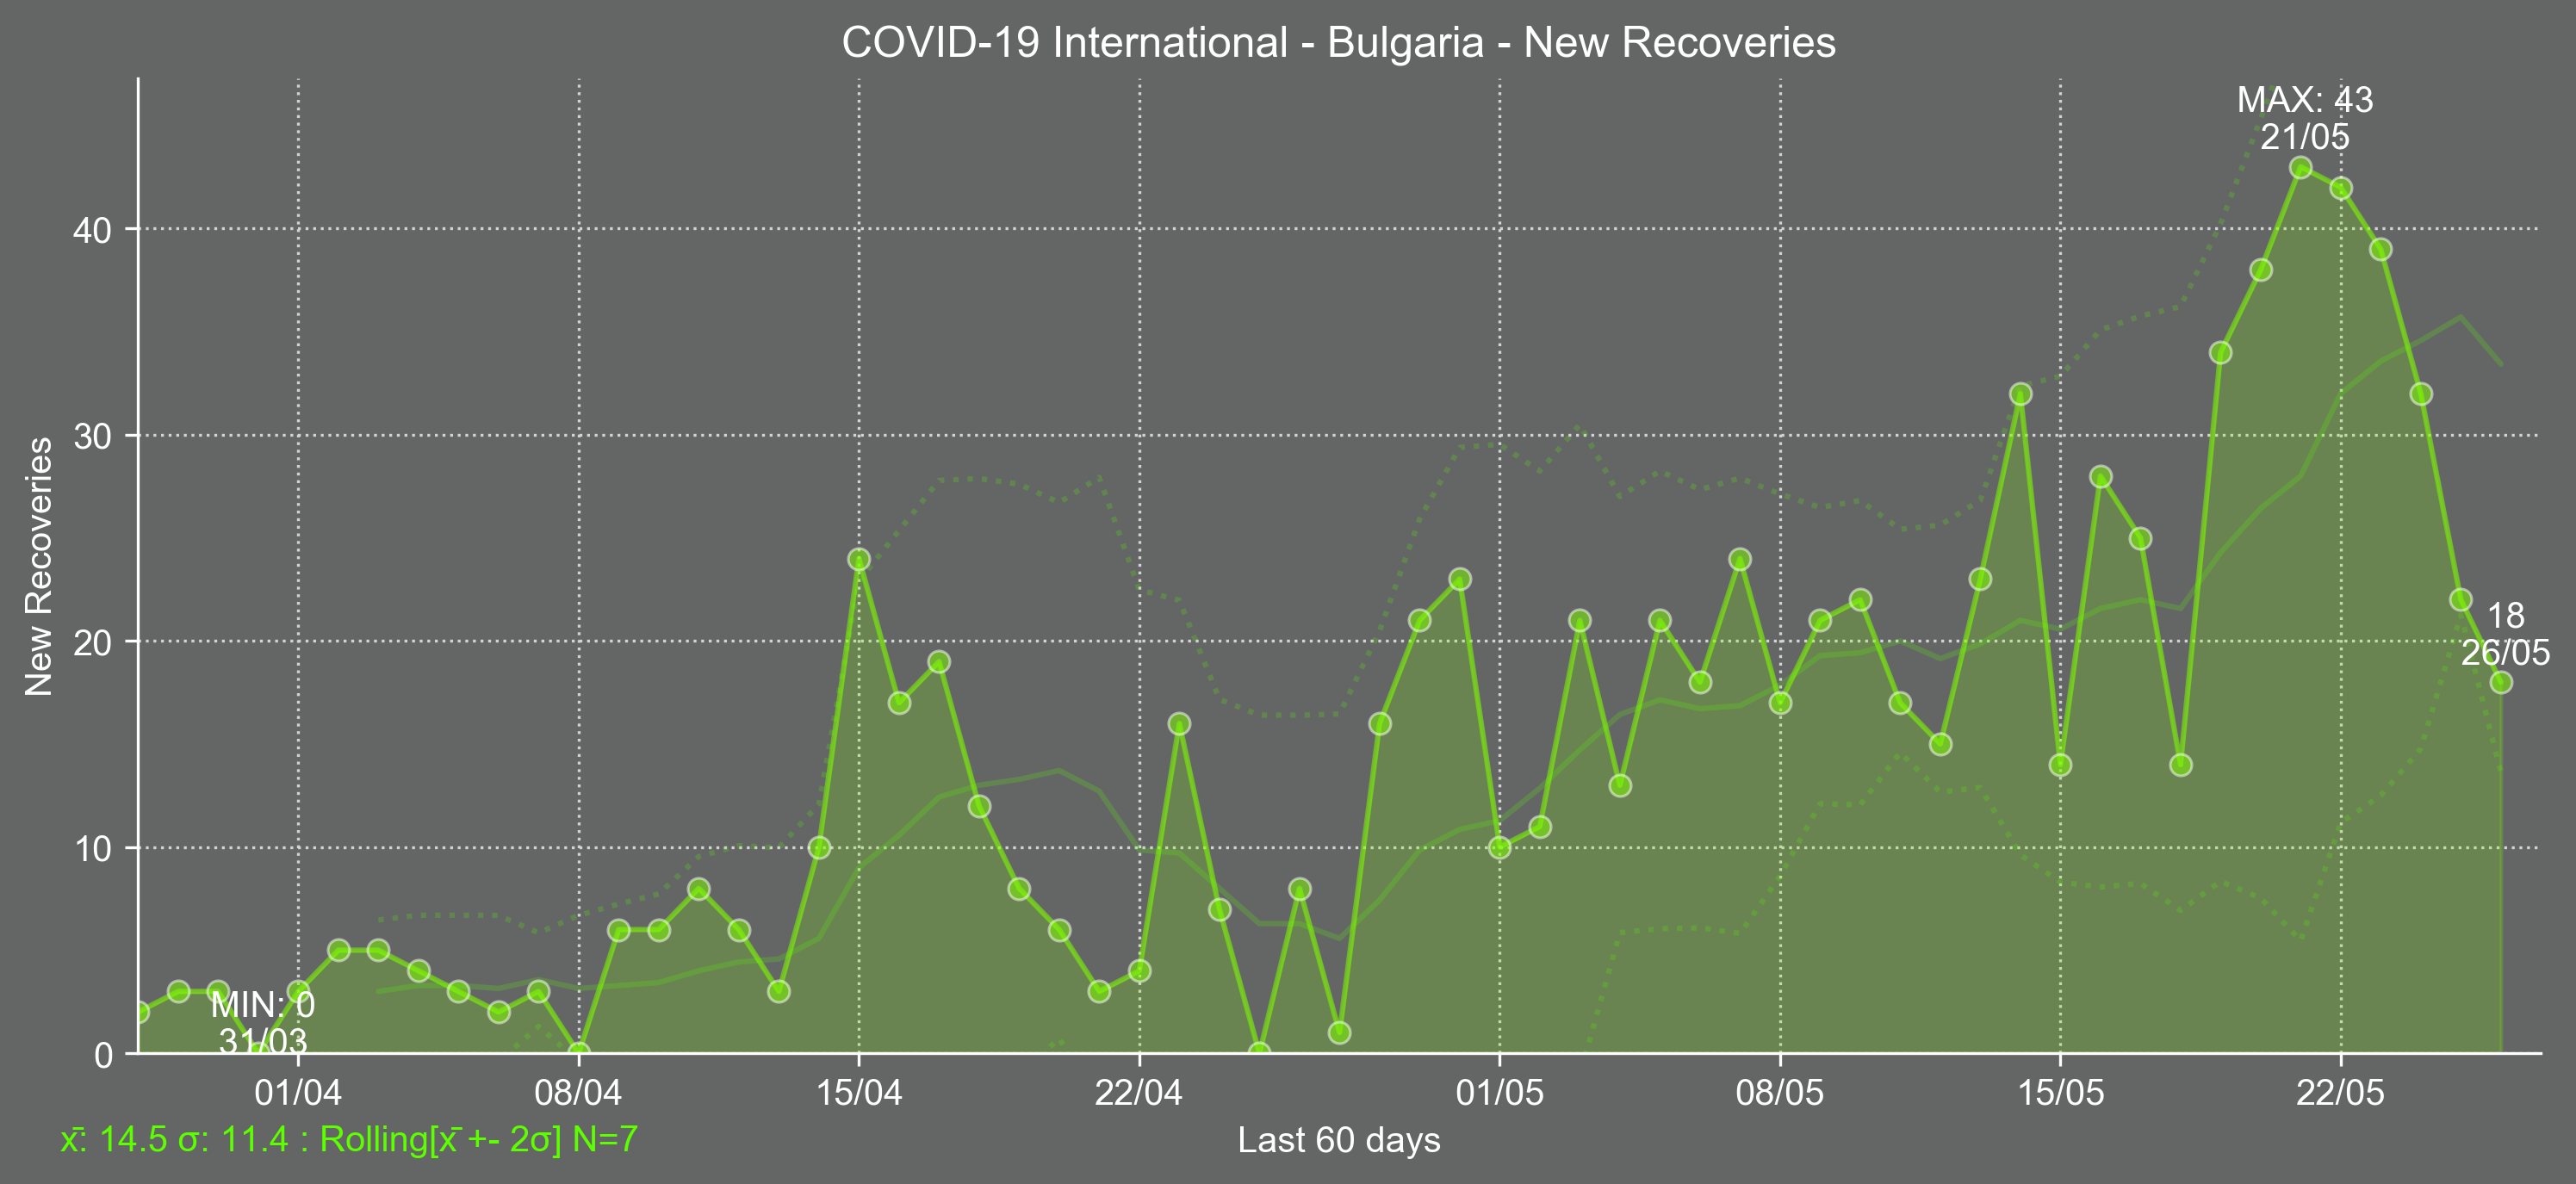 COVID-19 International - Bulgaria - New Recoveries
MAX: 43
21/05
40
30
20
10
0
New Recoveries
18
26/05
MIN: 0
31/03
01/04
08/04
15/04
22/04
01/05
08/05
15/05
22/05
x̄: 14.5 σ: 11.4 : Rolling[x̄ +- 2σ] N=7
Last 60 days